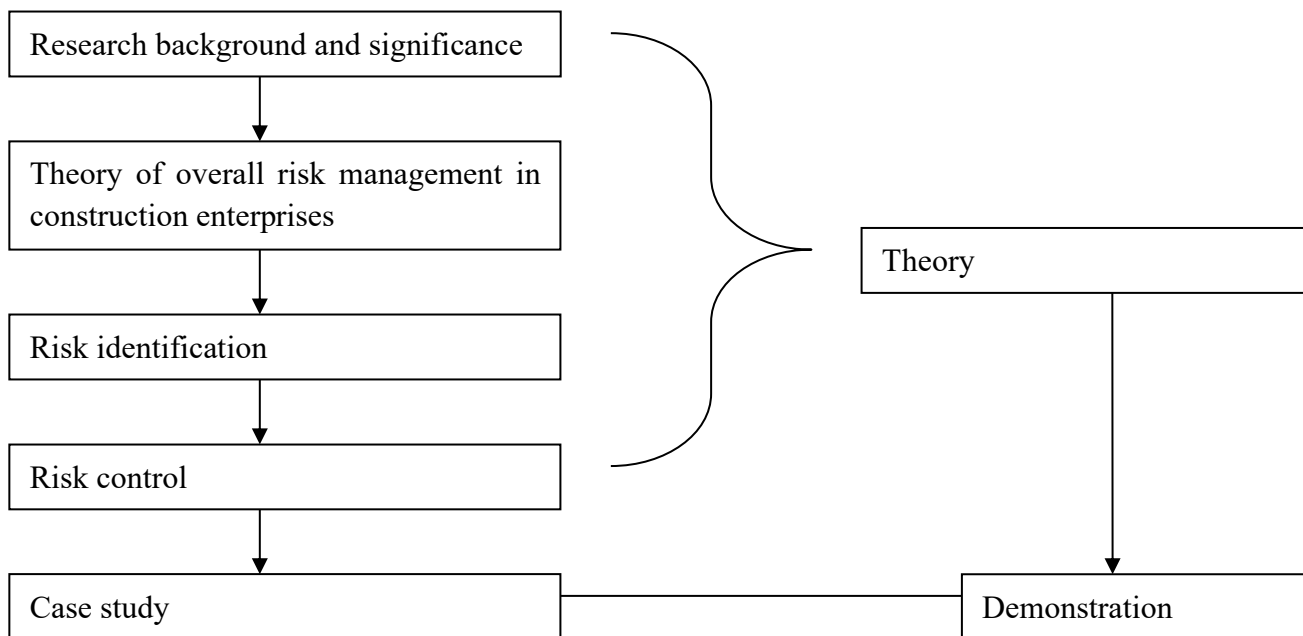 Research background and significance
Theory of overall risk management in
construction enterprises
Theory
Risk identification
Risk control
Case study
Demonstration